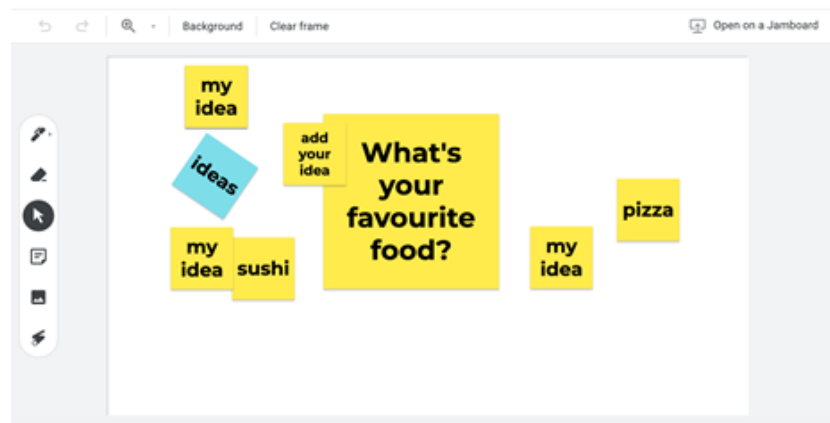 Background
Clear frame
Open on a Jamboard
my
idea
ideas
add
your
idea
What's
your
favourite
food?
pizza
my
idea
sushi
my
idea